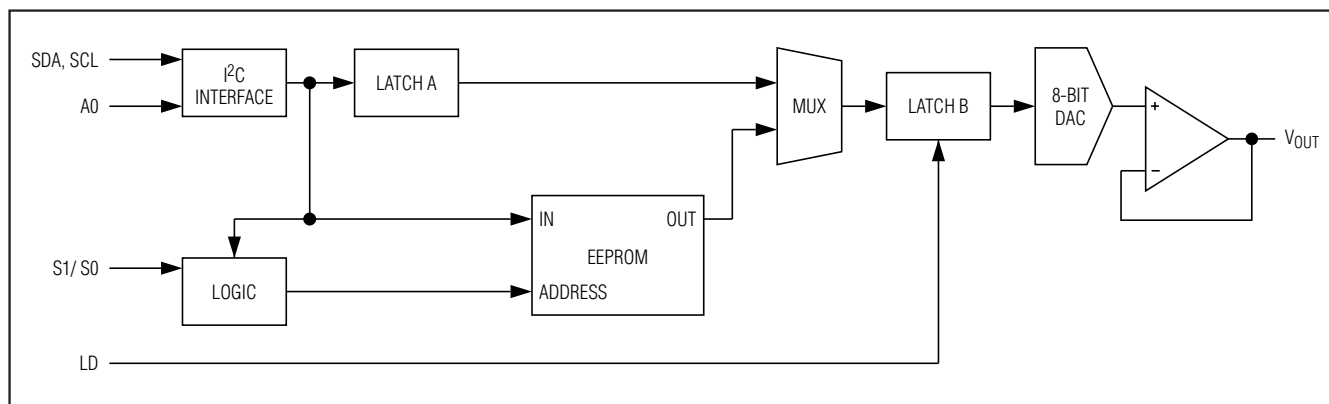 SDA, SCL
A0
I²C
INTERFACE
LATCH A
MUX
LATCH B
8-BIT
DAC
+
−
VOUT
S1/ S0
LOGIC
IN
OUT
EEPROM
ADDRESS
LD